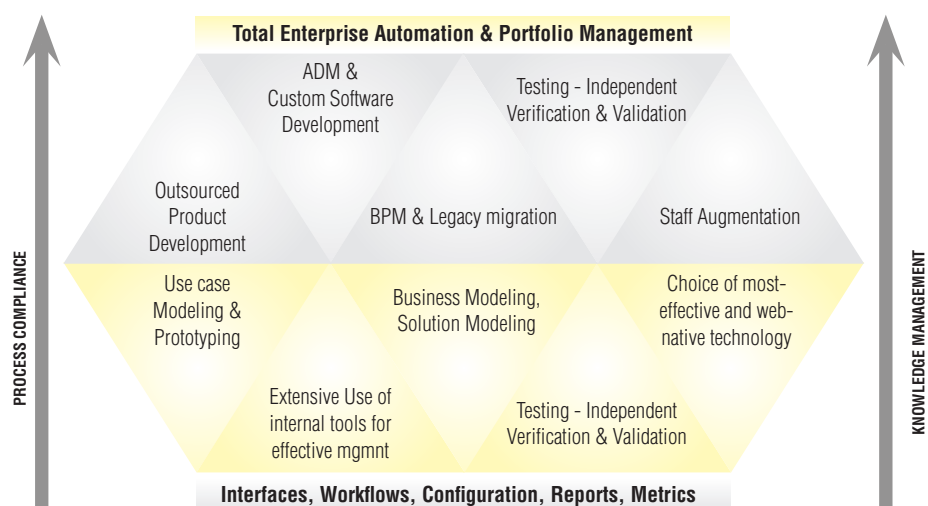 Total Enterprise Automation & Portfolio Management
ADM &
Custom Software
Development
Testing - Independent
Verification & Validation
Outsourced
Product
Development
BPM & Legacy migration
Staff Augmentation
Use case
Modeling &
Prototyping
Business Modeling,
Solution Modeling
Choice of most-
effective and web-
native technology
Extensive Use of
internal tools for
effective mgmnt
Testing - Independent
Verification & Validation
Interfaces, Workflows, Configuration, Reports, Metrics
PROCESS COMPLIANCE
KNOWLEDGE MANAGEMENT